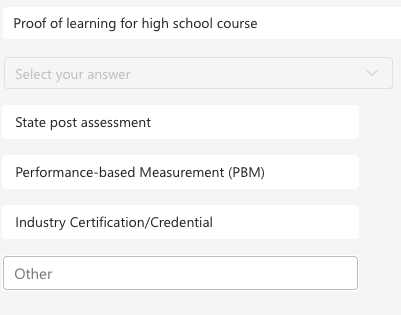 Proof of learning for high school course
Select your answer
State post assessment
Performance-based Measurement (PBM)
Industry Certification/Credential
Other